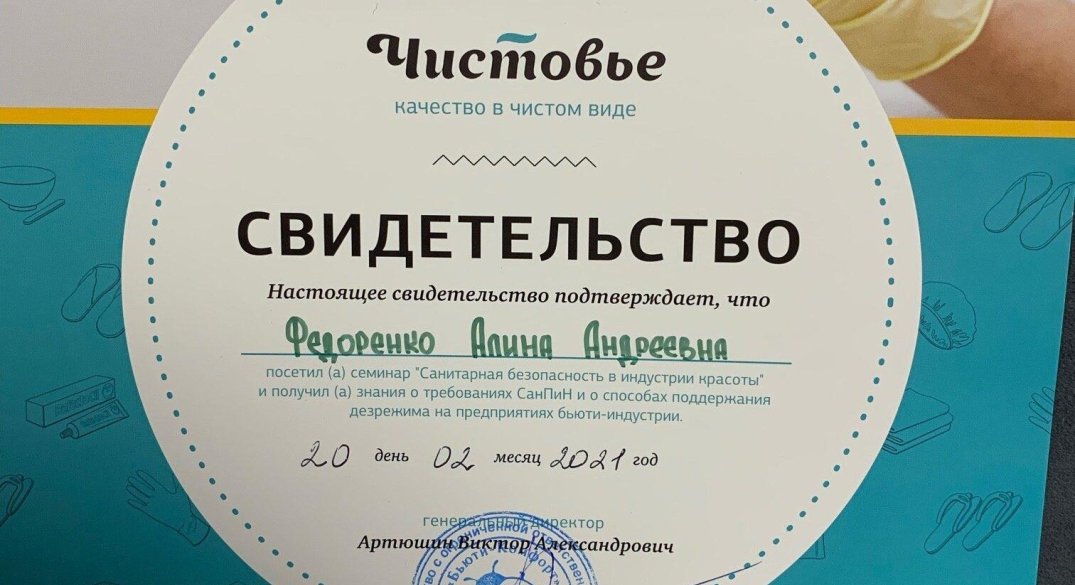 Чистовье
качество в чистом виде
СВИДЕТЕЛЬСТВО
Настоящее свидетельство подтверждает, что
Федоренко Алина Андреевна
посетил (а) семинар "Санитарная безопасность в индустрии красоты"
и получил (а) знания о требованиях СанПиН и о способах поддержания
дезрежима на предприятиях бьюти-индустрии.
20 день 02 месяц 2021 год
генеральный директор
Артюшин Виктор Александрович